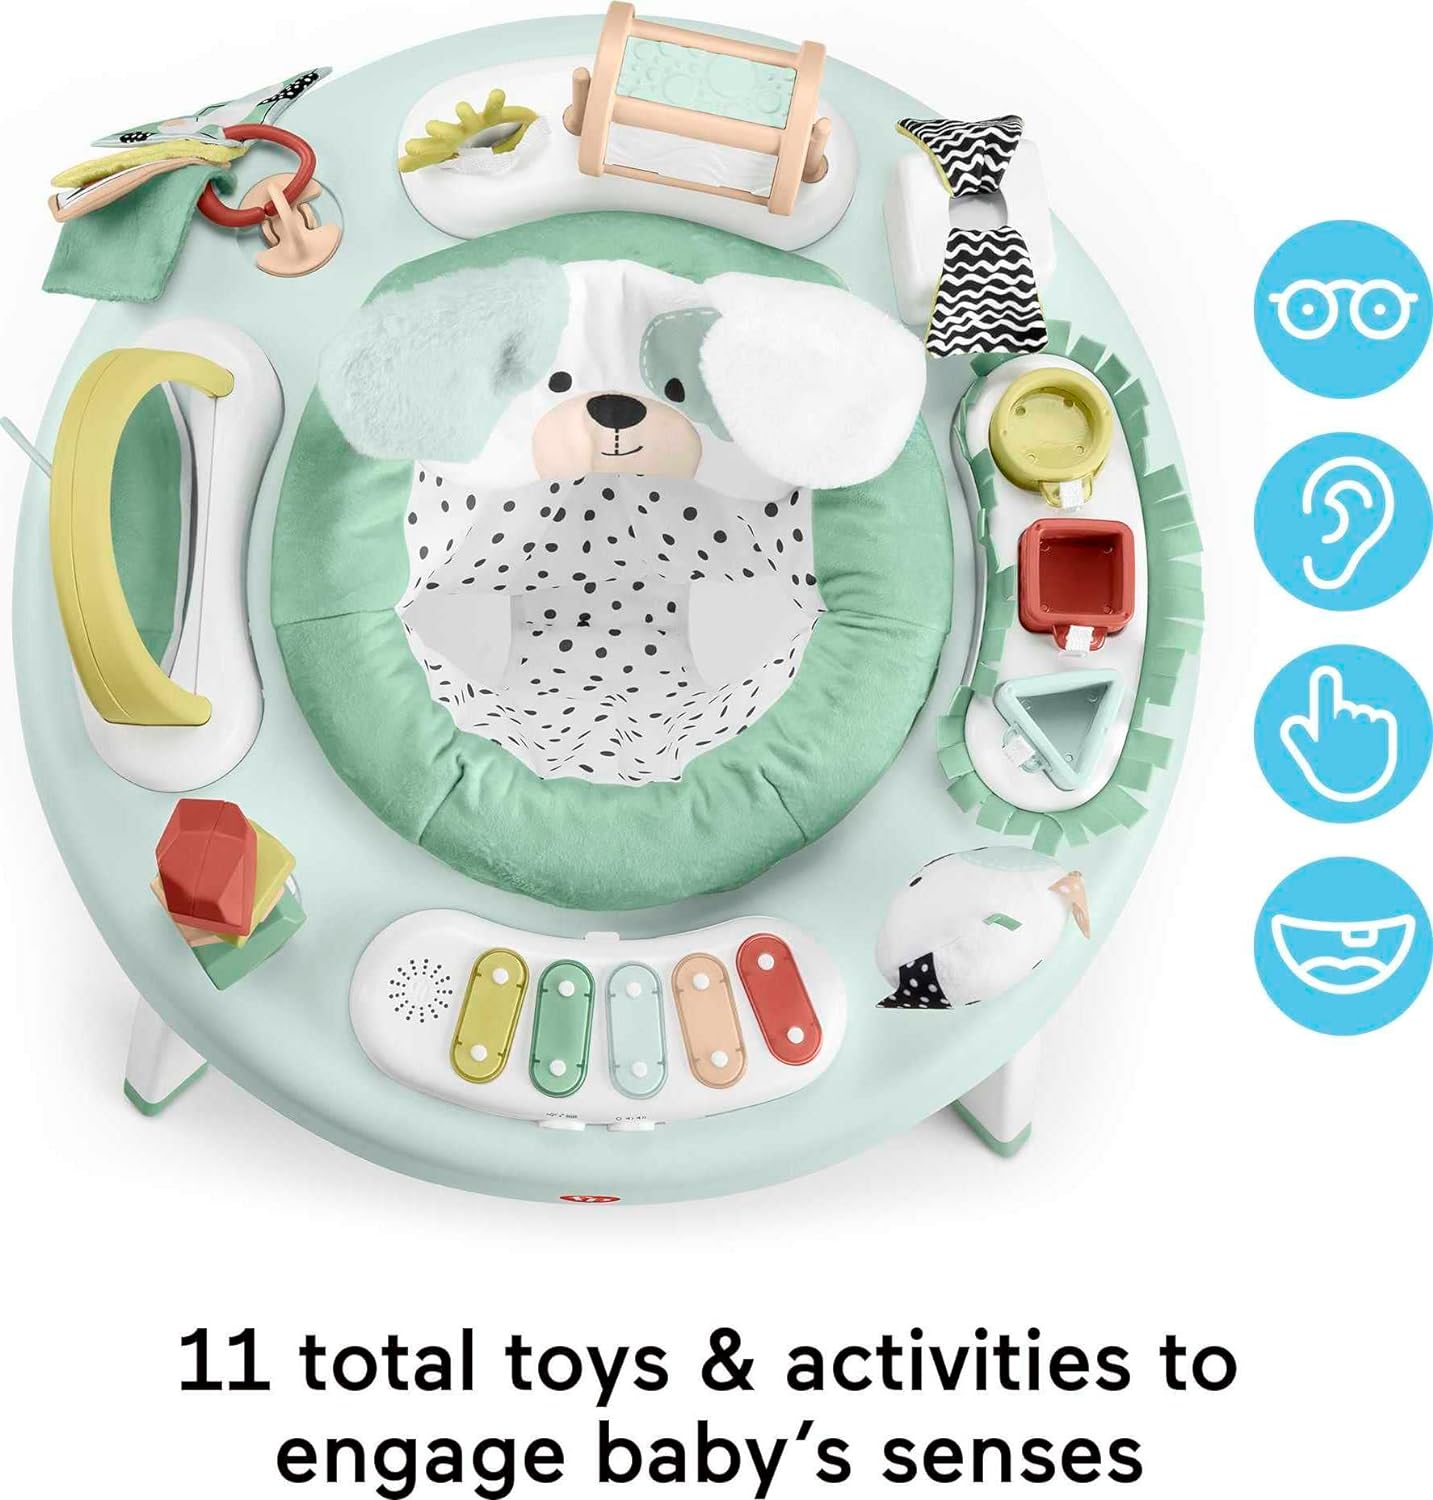 11 total toys & activities to
engage baby's senses